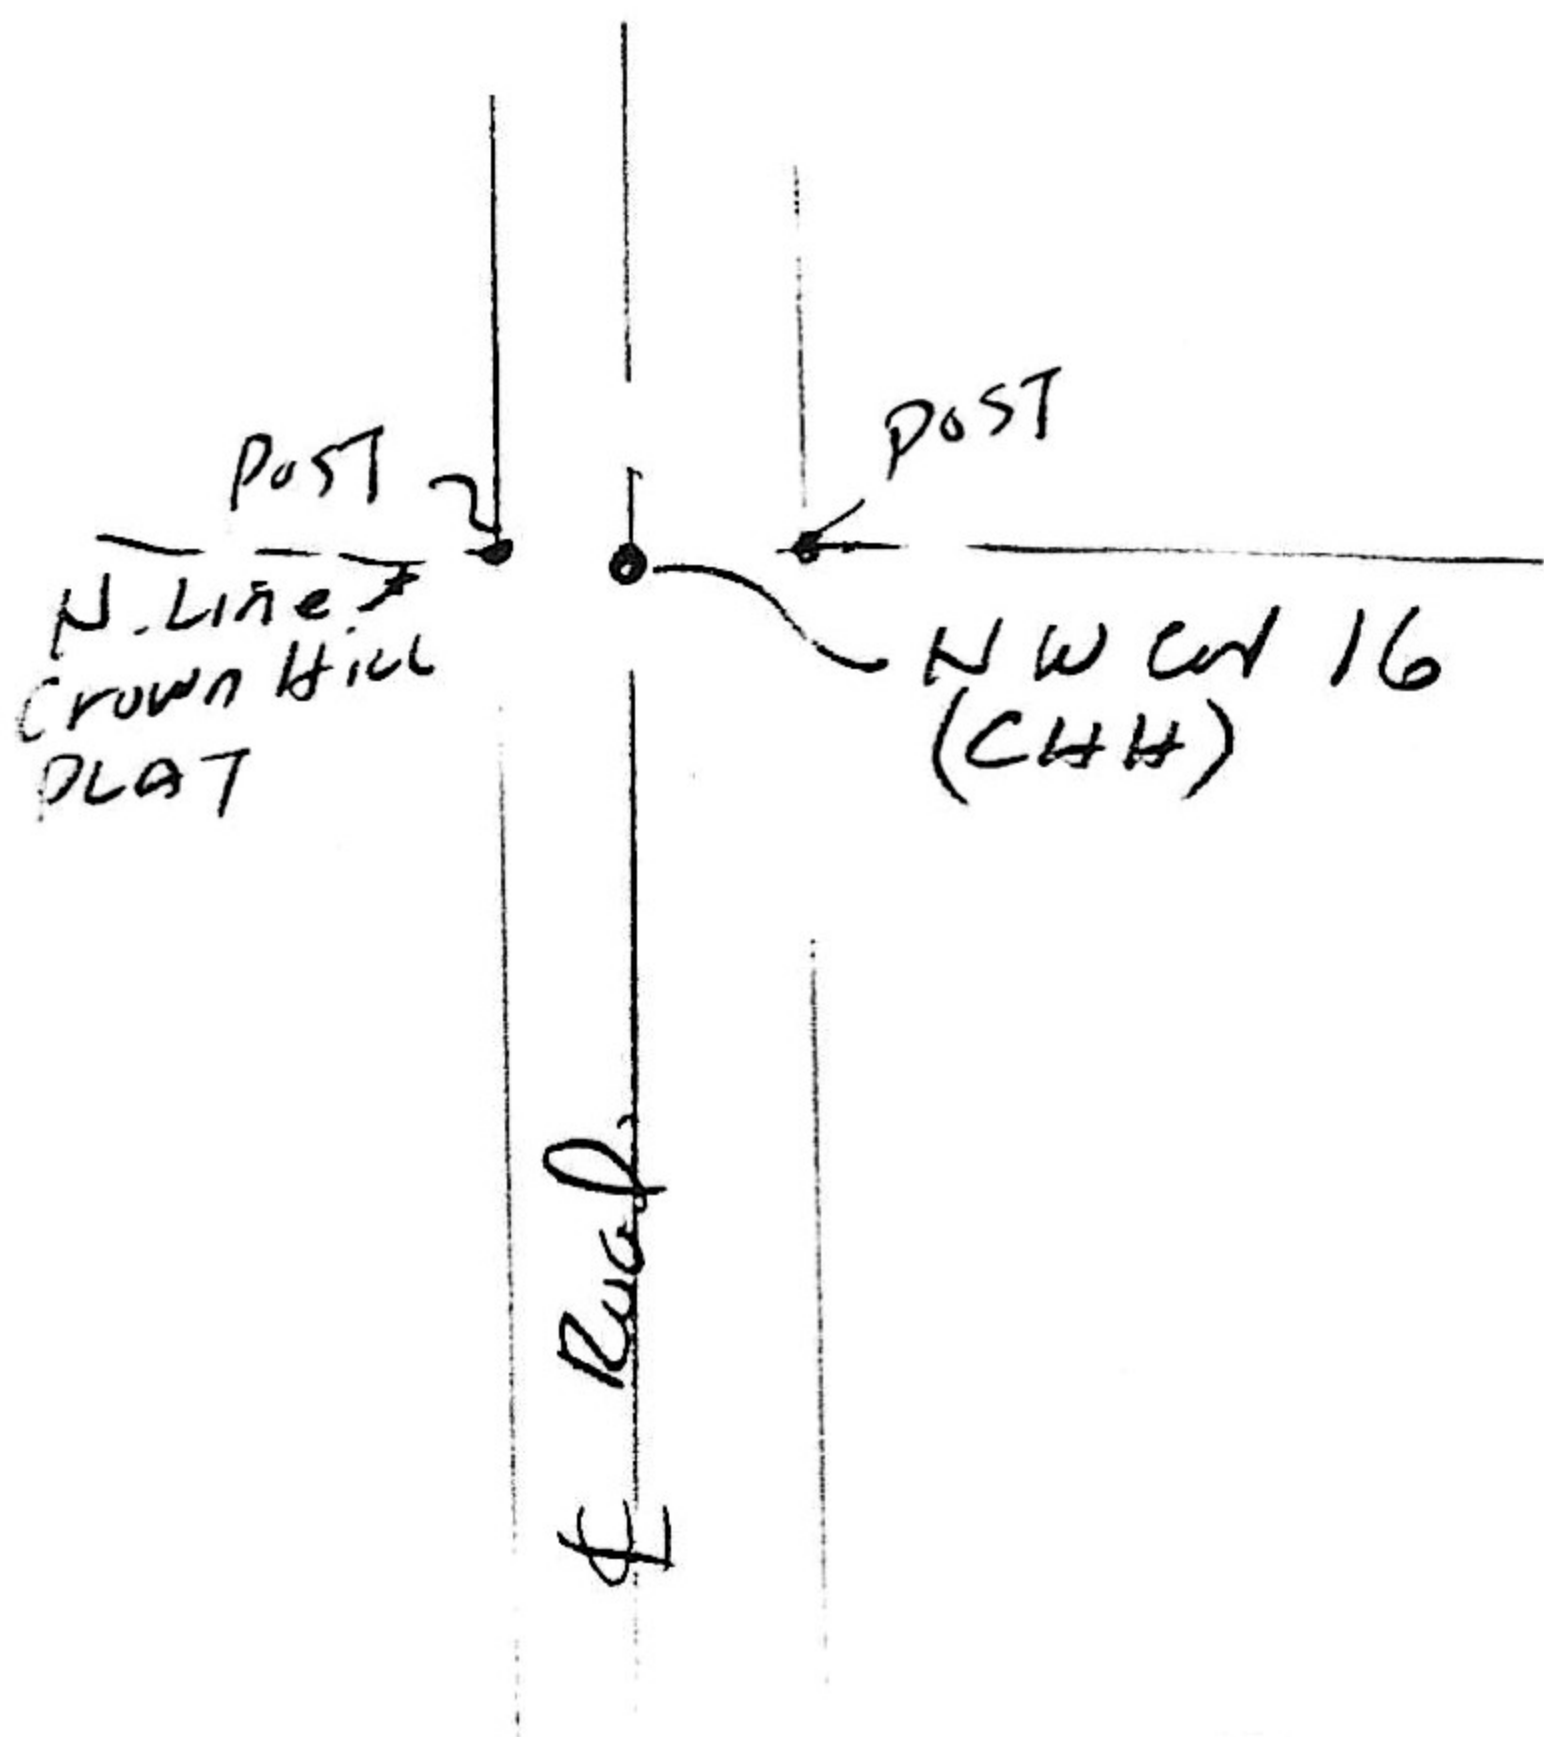 POST
POST
N. Line
Crown Hill
PLAT
NW Cor 16
(CHH)
℄ Road